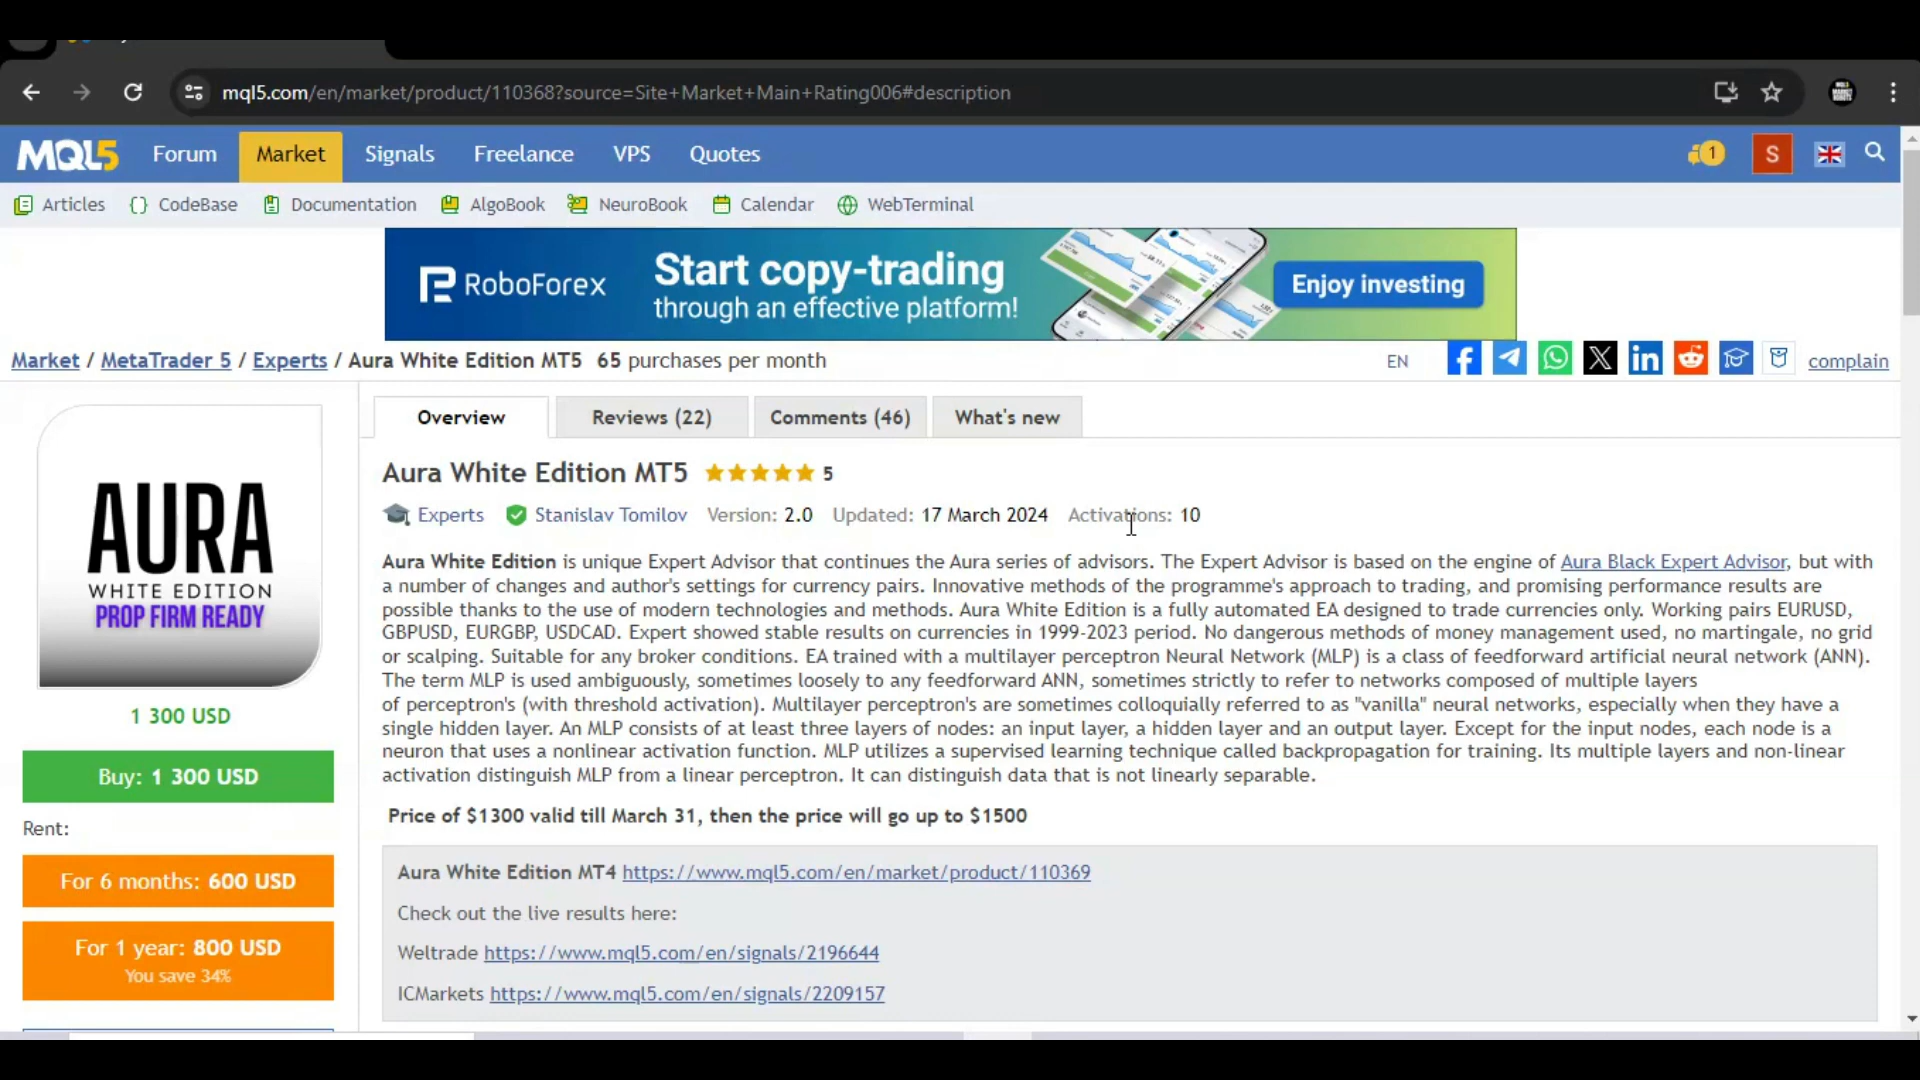 mql5.com/en/market/product/110368?source=Site+Market+Main+Rating006#description
MQL5 Forum Market Signals Freelance VPS Quotes 1 S
Articles CodeBase Documentation AlgoBook NeuroBook Calendar WebTerminal
RoboForex Start copy-trading through an effective platform! Enjoy investing
Market / MetaTrader 5 / Experts / Aura White Edition MT5 65 purchases per month EN complain
AURA
WHITE EDITION
PROP FIRM READY
1 300 USD
Buy: 1 300 USD
Rent:
For 6 months: 600 USD
For 1 year: 800 USD
You save 34%
Overview Reviews (22) Comments (46) What's new
Aura White Edition MT5 5
Experts Stanislav Tomilov Version: 2.0 Updated: 17 March 2024 Activations: 10
Aura White Edition is unique Expert Advisor that continues the Aura series of advisors. The Expert Advisor is based on the engine of Aura Black Expert Advisor, but with
a number of changes and author's settings for currency pairs. Innovative methods of the programme's approach to trading, and promising performance results are
possible thanks to the use of modern technologies and methods. Aura White Edition is a fully automated EA designed to trade currencies only. Working pairs EURUSD,
GBPUSD, EURGBP, USDCAD. Expert showed stable results on currencies in 1999-2023 period. No dangerous methods of money management used, no martingale, no grid
or scalping. Suitable for any broker conditions. EA trained with a multilayer perceptron Neural Network (MLP) is a class of feedforward artificial neural network (ANN).
The term MLP is used ambiguously, sometimes loosely to any feedforward ANN, sometimes strictly to refer to networks composed of multiple layers
of perceptron's (with threshold activation). Multilayer perceptron's are sometimes colloquially referred to as "vanilla" neural networks, especially when they have a
single hidden layer. An MLP consists of at least three layers of nodes: an input layer, a hidden layer and an output layer. Except for the input nodes, each node is a
neuron that uses a nonlinear activation function. MLP utilizes a supervised learning technique called backpropagation for training. Its multiple layers and non-linear
activation distinguish MLP from a linear perceptron. It can distinguish data that is not linearly separable.
Price of $1300 valid till March 31, then the price will go up to $1500
Aura White Edition MT4 https://www.mql5.com/en/market/product/110369
Check out the live results here:
Weltrade https://www.mql5.com/en/signals/2196644
ICMarkets https://www.mql5.com/en/signals/2209157